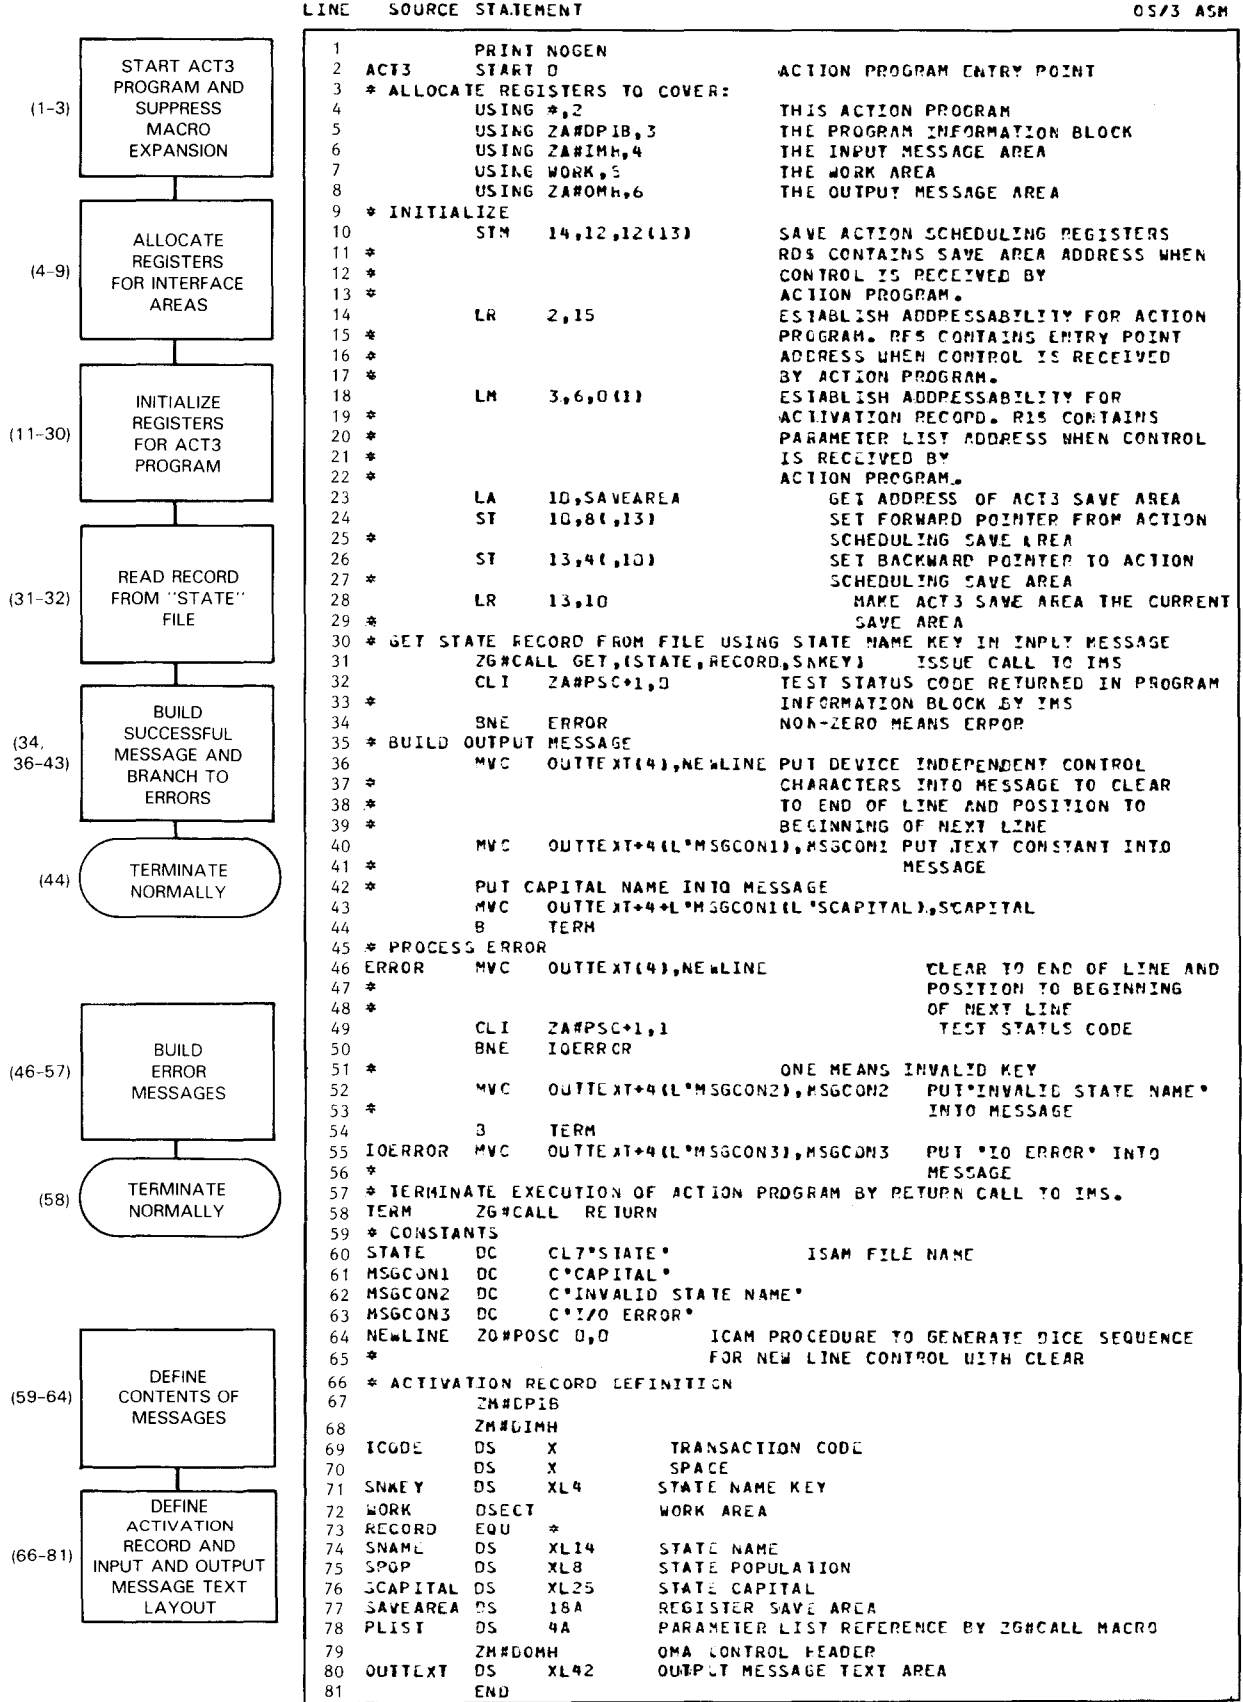 LINE SOURCE STATEMENT OS/3 ASM
START ACT3
PROGRAM AND
SUPPRESS
MACRO
EXPANSION
(1-3)
ALLOCATE
REGISTERS
FOR INTERFACE
AREAS
(4-9)
INITIALIZE
REGISTERS
FOR ACT3
PROGRAM
(11-30)
READ RECORD
FROM "STATE"
FILE
(31-32)
BUILD
SUCCESSFUL
MESSAGE AND
BRANCH TO
ERRORS
(34,
36-43)
TERMINATE
NORMALLY
(44)
BUILD
ERROR
MESSAGES
(46-57)
TERMINATE
NORMALLY
(58)
DEFINE
CONTENTS OF
MESSAGES
(59-64)
DEFINE
ACTIVATION
RECORD AND
INPUT AND OUTPUT
MESSAGE TEXT
LAYOUT
(66-81)
1 PRINT NOGEN
2 ACT3 START 0 ACTION PROGRAM ENTRY POINT
3 * ALLOCATE REGISTERS TO COVER:
4 USING *,2 THIS ACTION PROGRAM
5 USING ZA#DPIB,3 THE PROGRAM INFORMATION BLOCK
6 USING ZA#IMH,4 THE INPUT MESSAGE AREA
7 USING WORK,5 THE WORK AREA
8 USING ZA#OMH,6 THE OUTPUT MESSAGE AREA
9 * INITIALIZE
10 STM 14,12,12(13) SAVE ACTION SCHEDULING REGISTERS
11 * RDS CONTAINS SAVE AREA ADDRESS WHEN
12 * CONTROL IS RECEIVED BY
13 * ACTION PROGRAM.
14 LR 2,15 ESTABLISH ADDRESSABILITY FOR ACTION
15 * PROGRAM. RFS CONTAINS ENTRY POINT
16 * ADDRESS WHEN CONTROL IS RECEIVED
17 * BY ACTION PROGRAM.
18 LM 3,6,0(1) ESTABLISH ADDRESSABILITY FOR
19 * ACTIVATION RECORD. R1S CONTAINS
20 * PARAMETER LIST ADDRESS WHEN CONTROL
21 * IS RECEIVED BY
22 * ACTION PROGRAM.
23 LA 10,SAVEAREA GET ADDRESS OF ACT3 SAVE AREA
24 ST 10,8(,13) SET FORWARD POINTER FROM ACTION
25 * SCHEDULING SAVE AREA
26 ST 13,4(,10) SET BACKWARD POINTER TO ACTION
27 * SCHEDULING SAVE AREA
28 LR 13,10 MAKE ACT3 SAVE AREA THE CURRENT
29 * SAVE AREA
30 * GET STATE RECORD FROM FILE USING STATE NAME KEY IN INPUT MESSAGE
31 ZG#CALL GET,(STATE,RECORD,SNKEY) ISSUE CALL TO IMS
32 CLI ZA#PSC+1,0 TEST STATUS CODE RETURNED IN PROGRAM
33 * INFORMATION BLOCK BY IMS
34 BNE ERROR NON-ZERO MEANS ERROR
35 * BUILD OUTPUT MESSAGE
36 MVC OUTTEXT(4),NEWLINE PUT DEVICE INDEPENDENT CONTROL
37 * CHARACTERS INTO MESSAGE TO CLEAR
38 * TO END OF LINE AND POSITION TO
39 * BEGINNING OF NEXT LINE
40 MVC OUTTEXT+4(L'MSGCON1),MSGCON1 PUT TEXT CONSTANT INTO
41 * MESSAGE
42 * PUT CAPITAL NAME INTO MESSAGE
43 MVC OUTTEXT+4+L'MSGCON1(L'SCAPITAL),SCAPITAL
44 B TERM
45 * PROCESS ERROR
46 ERROR MVC OUTTEXT(4),NEWLINE CLEAR TO END OF LINE AND
47 * POSITION TO BEGINNING
48 * OF NEXT LINE
49 CLI ZA#PSC+1,1 TEST STATUS CODE
50 BNE IOERROR
51 * ONE MEANS INVALID KEY
52 MVC OUTTEXT+4(L'MSGCON2),MSGCON2 PUT'INVALID STATE NAME'
53 * INTO MESSAGE
54 B TERM
55 IOERROR MVC OUTTEXT+4(L'MSGCON3),MSGCON3 PUT 'IO ERROR' INTO
56 * MESSAGE
57 * TERMINATE EXECUTION OF ACTION PROGRAM BY RETURN CALL TO IMS.
58 TERM ZG#CALL RETURN
59 * CONSTANTS
60 STATE DC CL7'STATE' ISAM FILE NAME
61 MSGCON1 DC C'CAPITAL'
62 MSGCON2 DC C'INVALID STATE NAME'
63 MSGCON3 DC C'I/O ERROR'
64 NEWLINE ZO#POSC 0,0 ICAM PROCEDURE TO GENERATE DICE SEQUENCE
65 * FOR NEW LINE CONTROL WITH CLEAR
66 * ACTIVATION RECORD DEFINITION
67 ZM#DPIB
68 ZM#DIMH
69 ICODE DS X TRANSACTION CODE
70 DS X SPACE
71 SNKEY DS XL4 STATE NAME KEY
72 WORK DSECT WORK AREA
73 RECORD EQU *
74 SNAME DS XL14 STATE NAME
75 SPOP DS XL8 STATE POPULATION
76 SCAPITAL DS XL25 STATE CAPITAL
77 SAVEAREA DS 18A REGISTER SAVE AREA
78 PLIST DS 4A PARAMETER LIST REFERENCE BY ZG#CALL MACRO
79 ZM#DOMH OMA CONTROL HEADER
80 OUTTEXT DS XL42 OUTPUT MESSAGE TEXT AREA
81 END